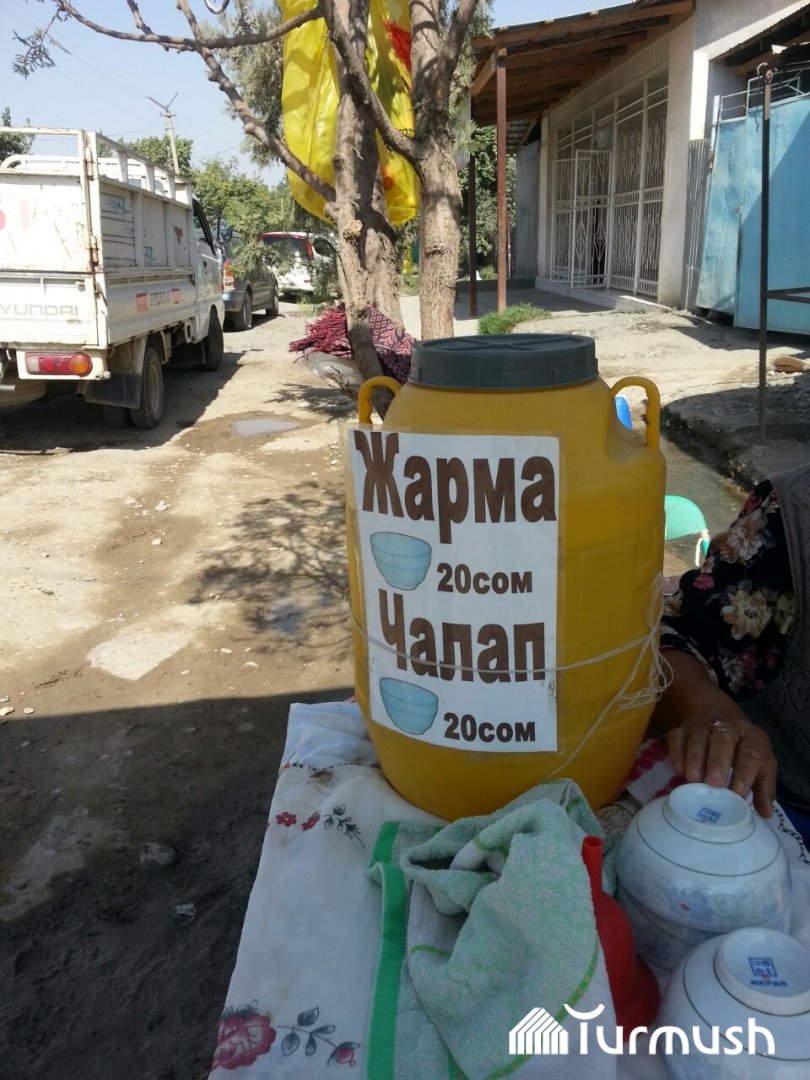 HYUNDAI
Жарма
20сом
Чалап
20сом
Turmush